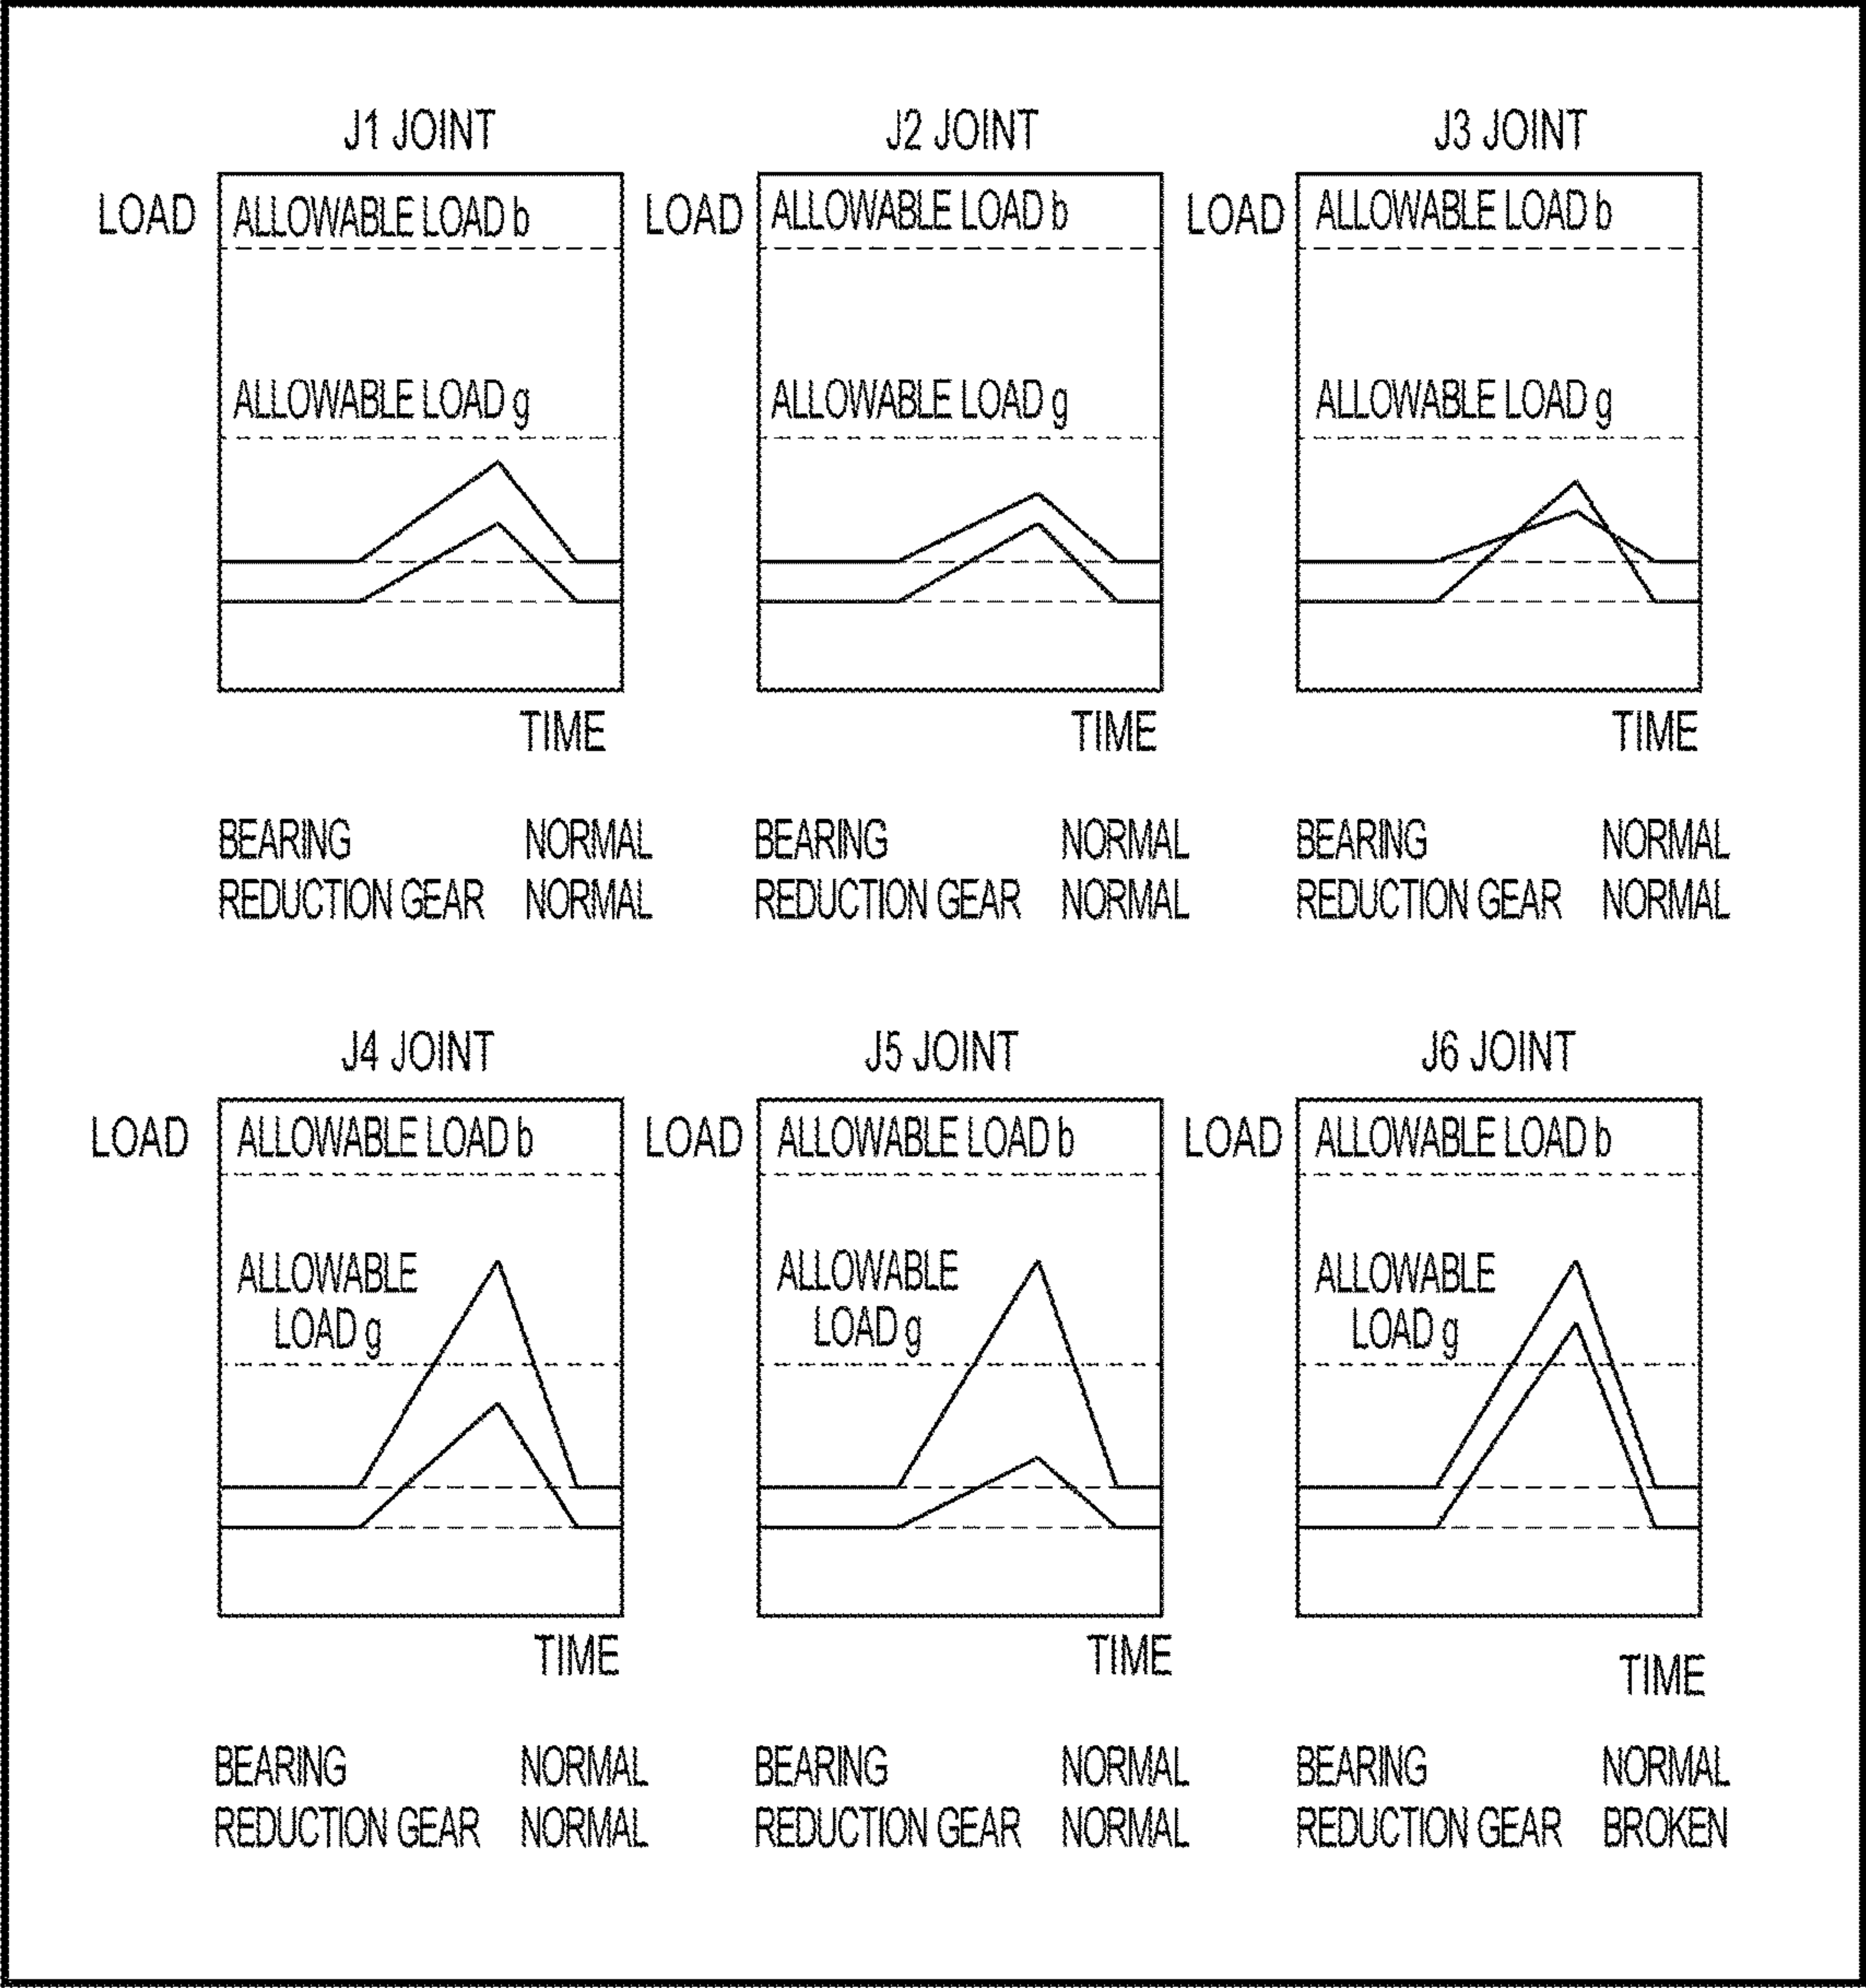 J1 JOINT
J2 JOINT
J3 JOINT
LOAD
ALLOWABLE LOAD b
ALLOWABLE LOAD g
TIME
LOAD
ALLOWABLE LOAD b
ALLOWABLE LOAD g
TIME
LOAD
ALLOWABLE LOAD b
ALLOWABLE LOAD g
TIME
BEARING NORMAL
REDUCTION GEAR NORMAL
BEARING NORMAL
REDUCTION GEAR NORMAL
BEARING NORMAL
REDUCTION GEAR NORMAL
J4 JOINT
J5 JOINT
J6 JOINT
LOAD
ALLOWABLE LOAD b
ALLOWABLE
LOAD g
TIME
LOAD
ALLOWABLE LOAD b
ALLOWABLE
LOAD g
TIME
LOAD
ALLOWABLE LOAD b
ALLOWABLE
LOAD g
TIME
BEARING NORMAL
REDUCTION GEAR NORMAL
BEARING NORMAL
REDUCTION GEAR NORMAL
BEARING NORMAL
REDUCTION GEAR BROKEN